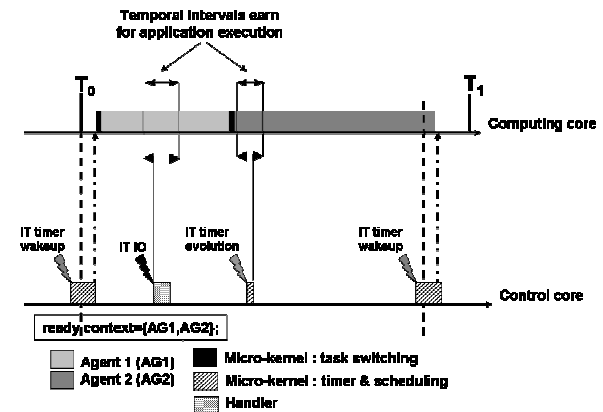 Temporal intervals earn
for application execution
T0
T1
Computing core
IT timer
wakeup
IT IO
IT timer
evolution
IT timer
wakeup
Control core
ready_context={AG1,AG2};
Agent 1 (AG1)
Micro-kernel : task switching
Agent 2 (AG2)
Micro-kernel : timer & scheduling
Handler